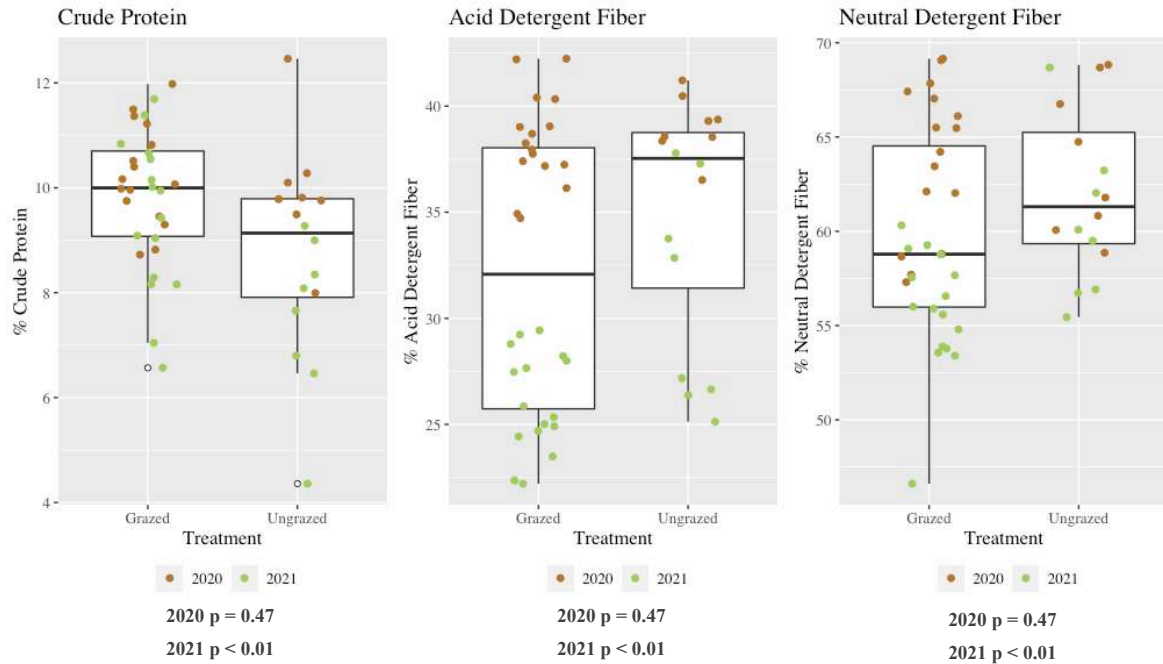 Crude Protein
% Crude Protein
12
10
8
6
4
Grazed Ungrazed
Treatment
2020 2021
2020 p = 0.47
2021 p < 0.01
Acid Detergent Fiber
% Acid Detergent Fiber
40
35
30
25
Grazed Ungrazed
Treatment
2020 2021
2020 p = 0.47
2021 p < 0.01
Neutral Detergent Fiber
% Neutral Detergent Fiber
70
65
60
55
50
Grazed Ungrazed
Treatment
2020 2021
2020 p = 0.47
2021 p < 0.01